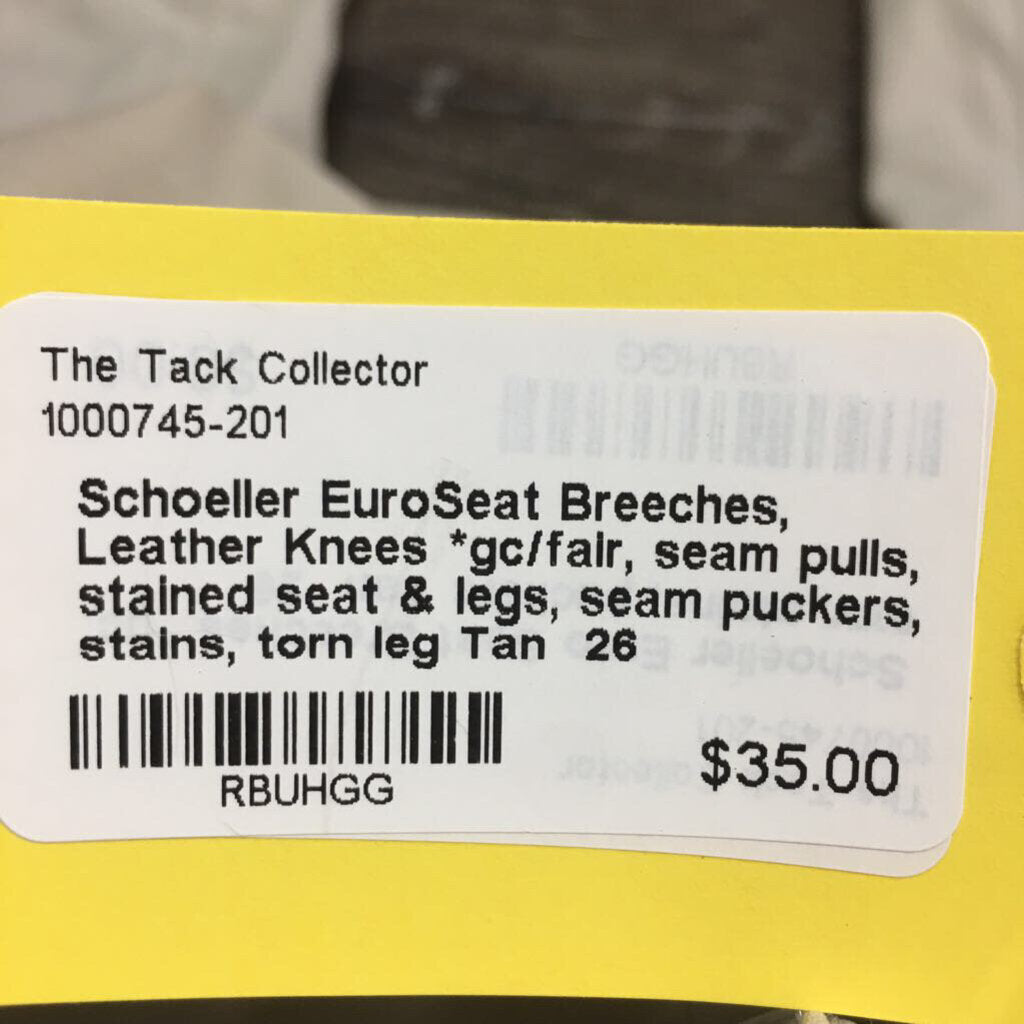 The Tack Collector
1000745-201
Schoeller EuroSeat Breeches,
Leather Knees *gc/fair, seam pulls,
stained seat & legs, seam puckers,
stains, torn leg Tan 26
RBUHGG
$35.00